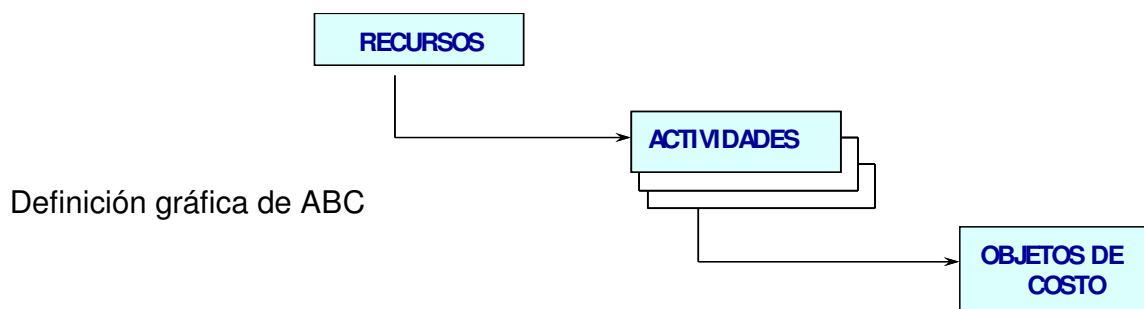 RECURSOS
ACTIVIDADES
Definición gráfica de ABC
OBJETOS DE
COSTO